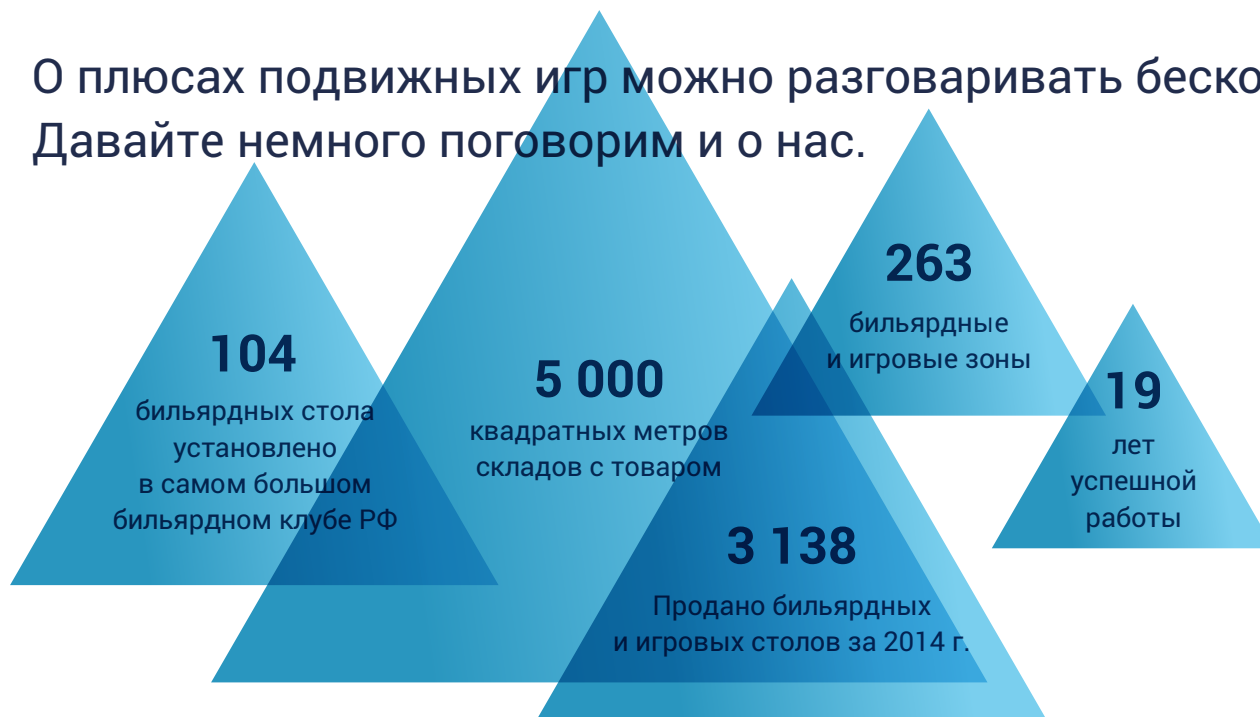 О плюсах подвижных игр можно разговаривать беско
Давайте немного поговорим и о нас.
104
бильярдных стола
установлено
в самом большом
бильярдном клубе РФ
5 000
квадратных метров
складов с товаром
3 138
Продано бильярдных
и игровых столов за 2014 г.
263
бильярдные
и игровые зоны
19
лет
успешной
работы